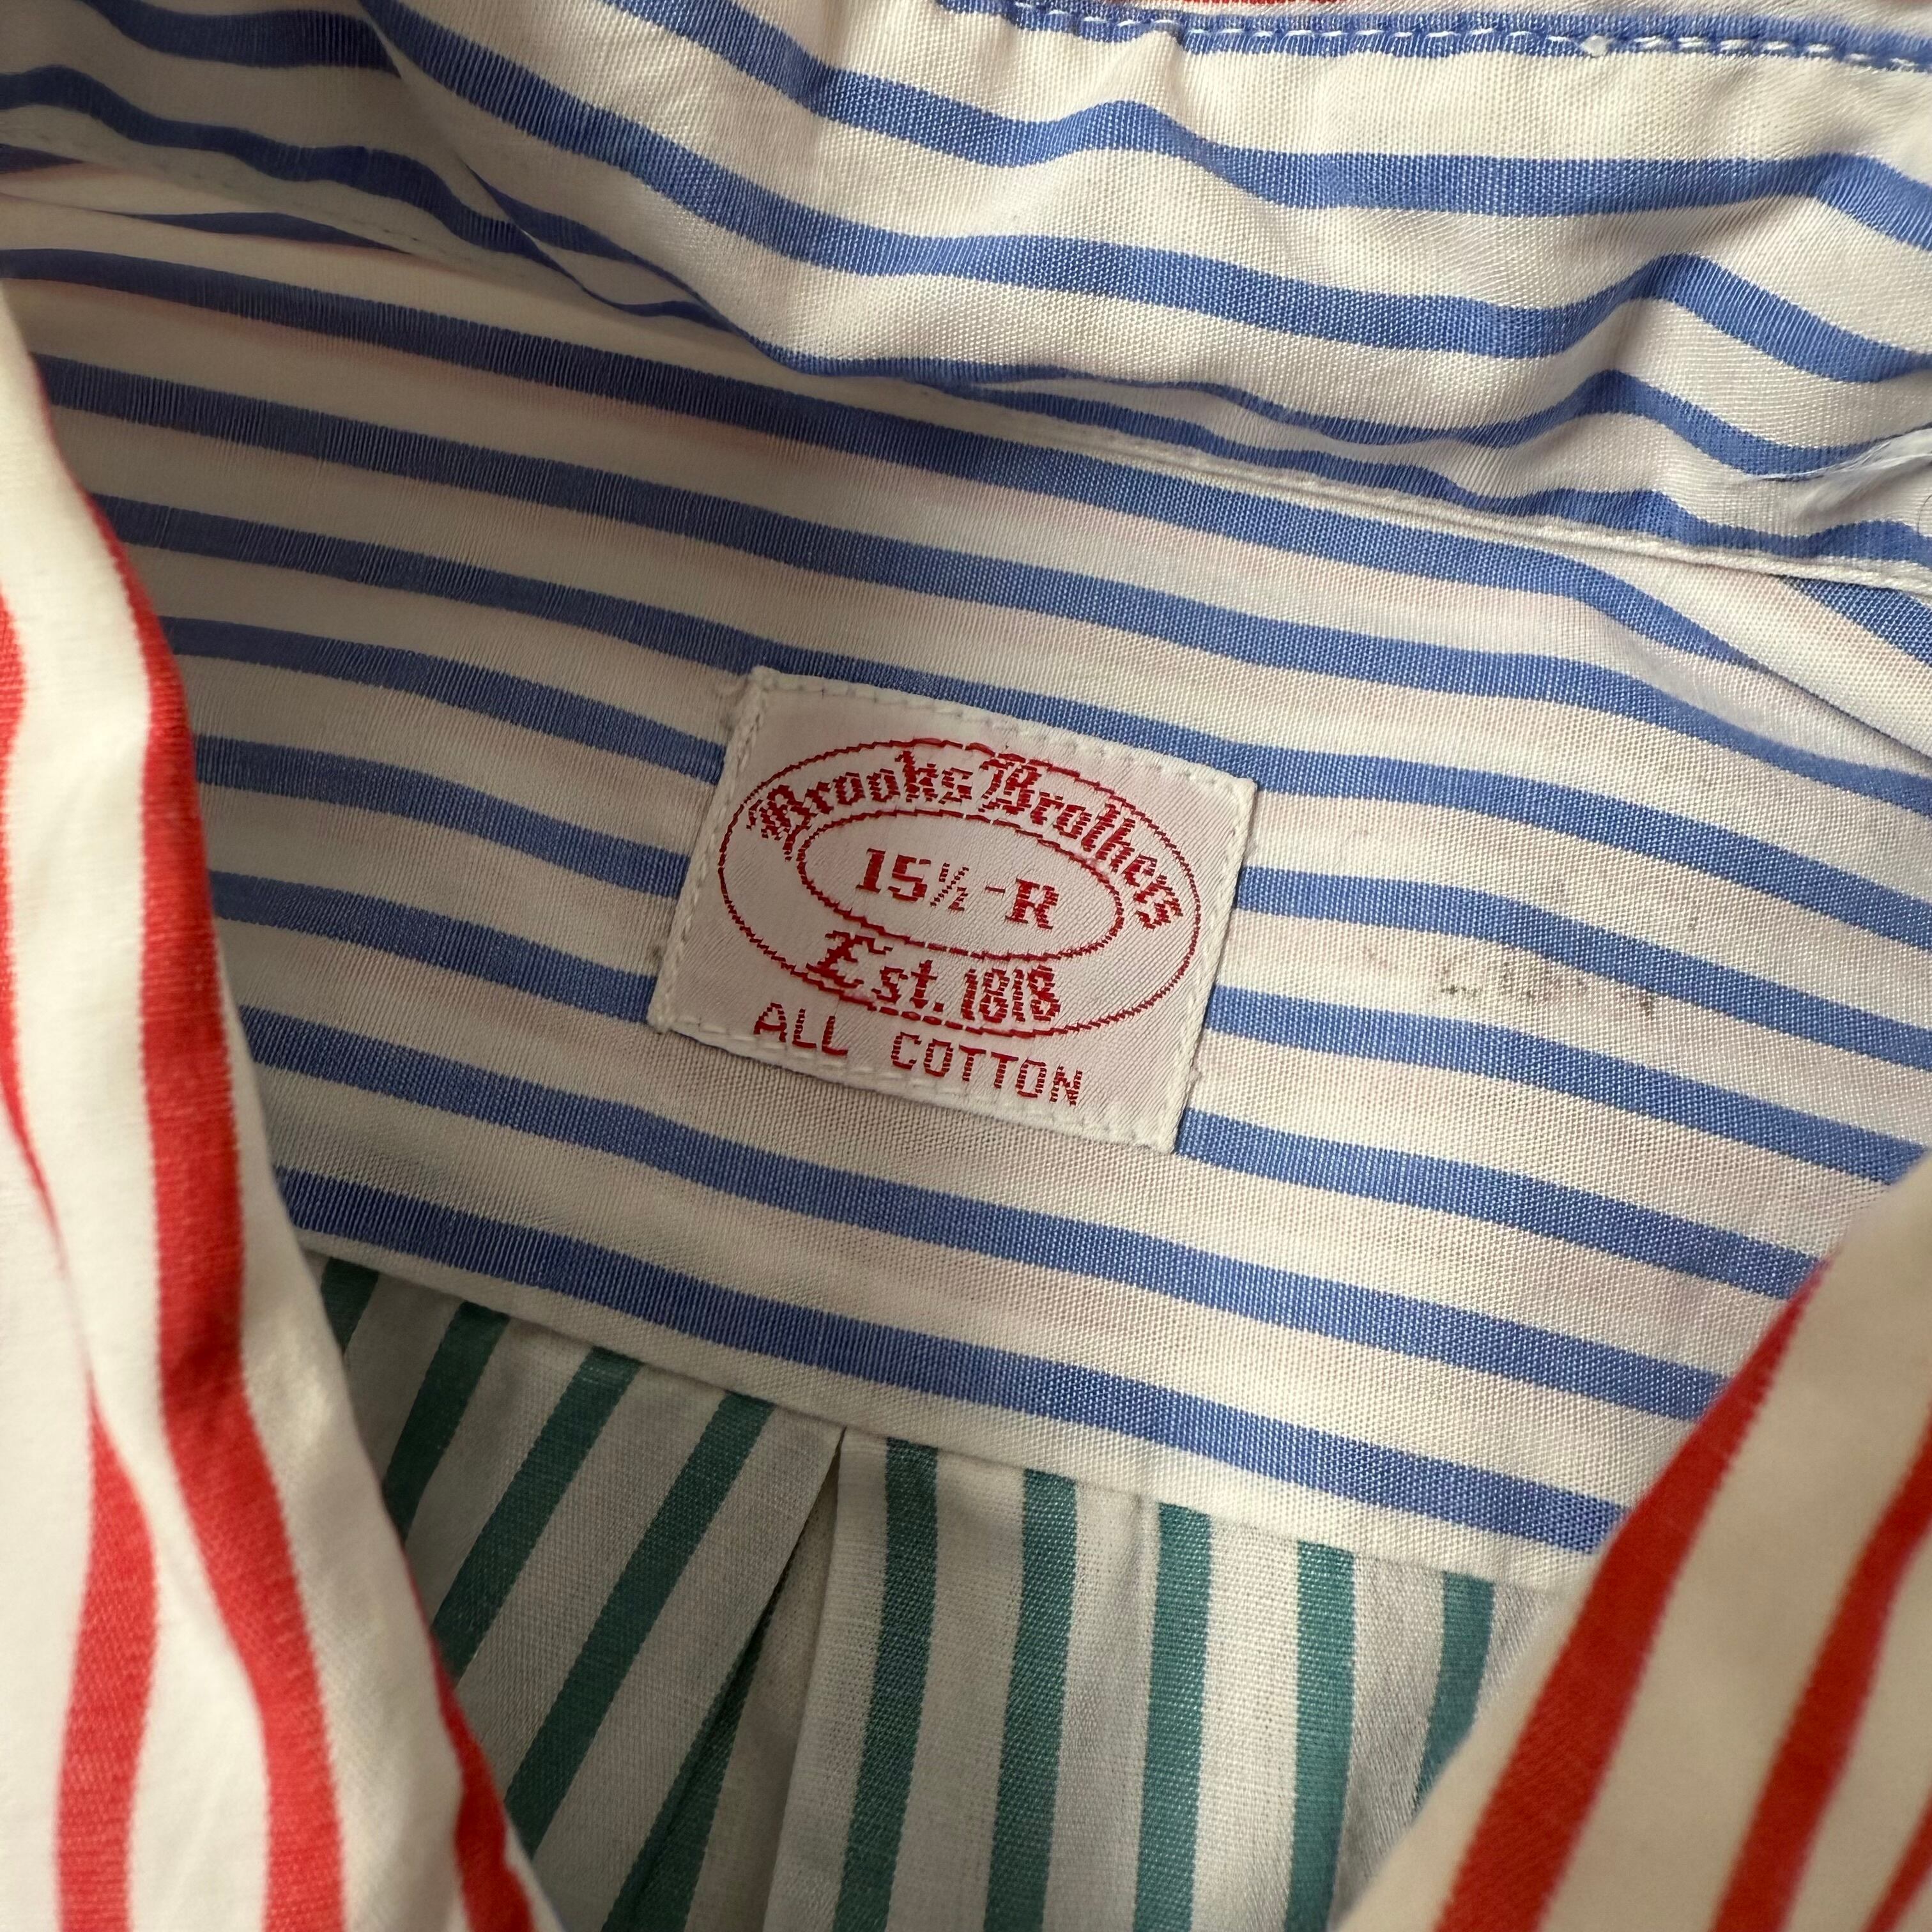 Brooks Brothers
15½-R
Est. 1818
ALL COTTON